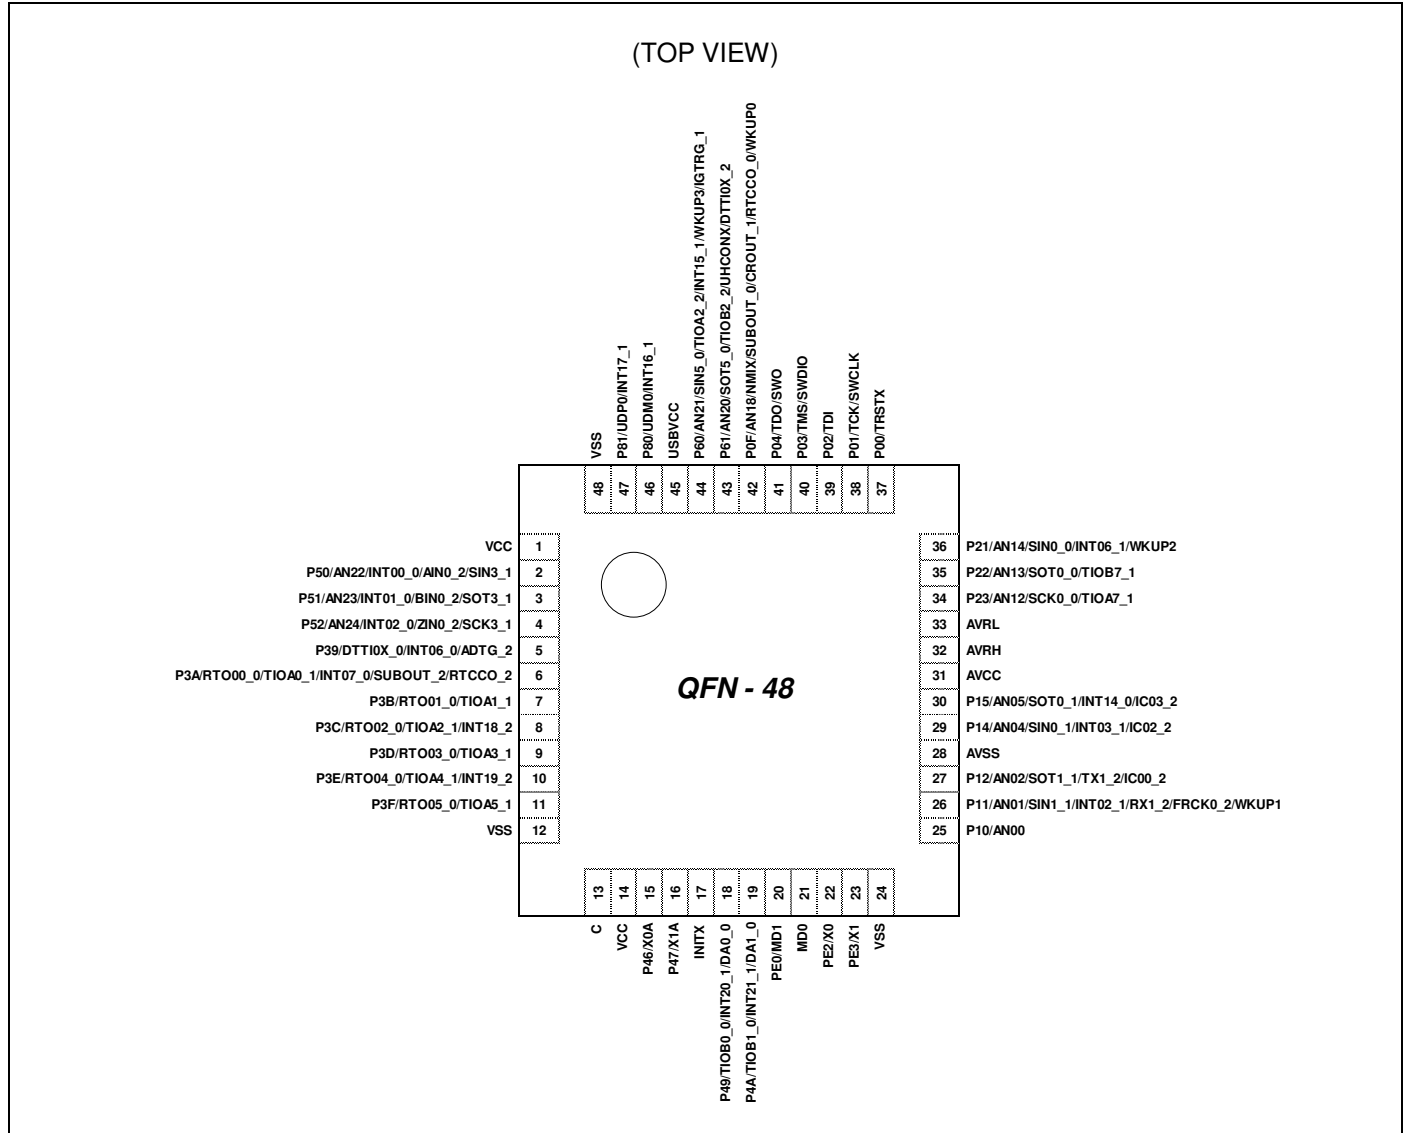 (TOP VIEW)
VSS
P81/UDP0/INT17_1
P80/UDM0/INT16_1
USBVCC
P60/AN21/SIN5_0/TIOA2_2/INT15_1/WKUP3/IGTRG_1
P61/AN20/SOT5_0/TIOB2_2/UHCONX/DTTI0X_2
P0F/AN18/NMIX/SUBOUT_0/CROUT_1/RTCCO_0/WKUP0
P04/TDO/SWO
P03/TMS/SWDIO
P02/TDI
P01/TCK/SWCLK
P00/TRSTX
48
47
46
45
44
43
42
41
40
39
38
37
VCC 1
P50/AN22/INT00_0/AIN0_2/SIN3_1 2
P51/AN23/INT01_0/BIN0_2/SOT3_1 3
P52/AN24/INT02_0/ZIN0_2/SCK3_1 4
P39/DTTI0X_0/INT06_0/ADTG_2 5
P3A/RTO00_0/TIOA0_1/INT07_0/SUBOUT_2/RTCCO_2 6
P3B/RTO01_0/TIOA1_1 7
P3C/RTO02_0/TIOA2_1/INT18_2 8
P3D/RTO03_0/TIOA3_1 9
P3E/RTO04_0/TIOA4_1/INT19_2 10
P3F/RTO05_0/TIOA5_1 11
VSS 12
QFN - 48
36 P21/AN14/SIN0_0/INT06_1/WKUP2
35 P22/AN13/SOT0_0/TIOB7_1
34 P23/AN12/SCK0_0/TIOA7_1
33 AVRL
32 AVRH
31 AVCC
30 P15/AN05/SOT0_1/INT14_0/IC03_2
29 P14/AN04/SIN0_1/INT03_1/IC02_2
28 AVSS
27 P12/AN02/SOT1_1/TX1_2/IC00_2
26 P11/AN01/SIN1_1/INT02_1/RX1_2/FRCK0_2/WKUP1
25 P10/AN00
13
14
15
16
17
18
19
20
21
22
23
24
C
VCC
P46/X0A
P47/X1A
INITX
P49/TIOB0_0/INT20_1/DA0_0
P4A/TIOB1_0/INT21_1/DA1_0
PE0/MD1
MD0
PE2/X0
PE3/X1
VSS